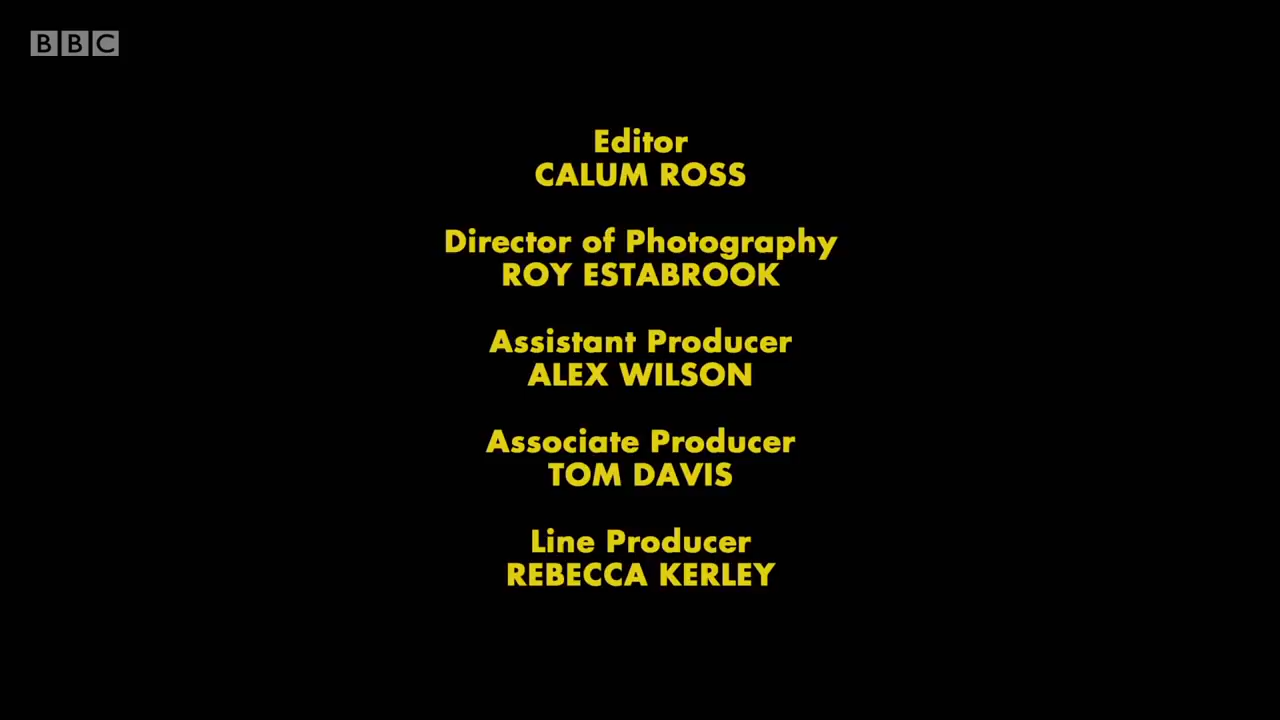 BBC
Editor
CALUM ROSS
Director of Photography
ROY ESTABROOK
Assistant Producer
ALEX WILSON
Associate Producer
TOM DAVIS
Line Producer
REBECCA KERLEY